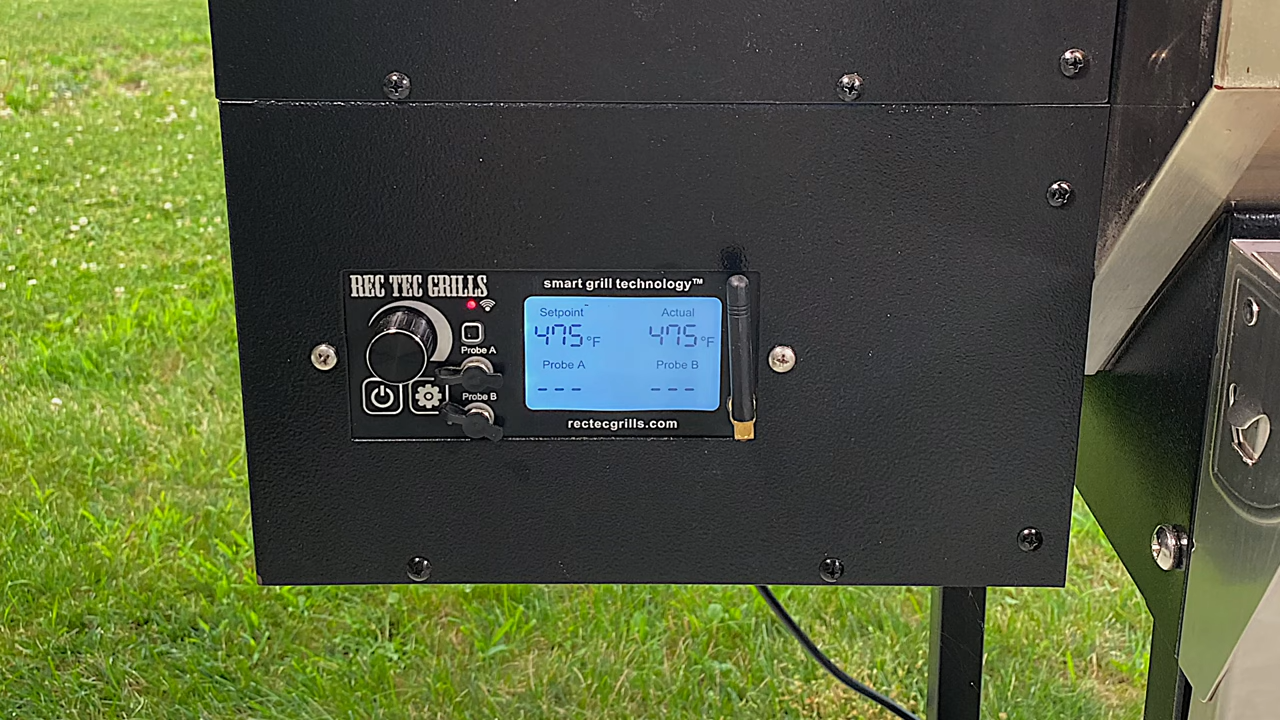 REC TEC GRILLS
smart grill technology™
Setpoint Actual
475°F 475°F
Probe A
Probe A Probe B
--- ---
Probe B
rectecgrills.com